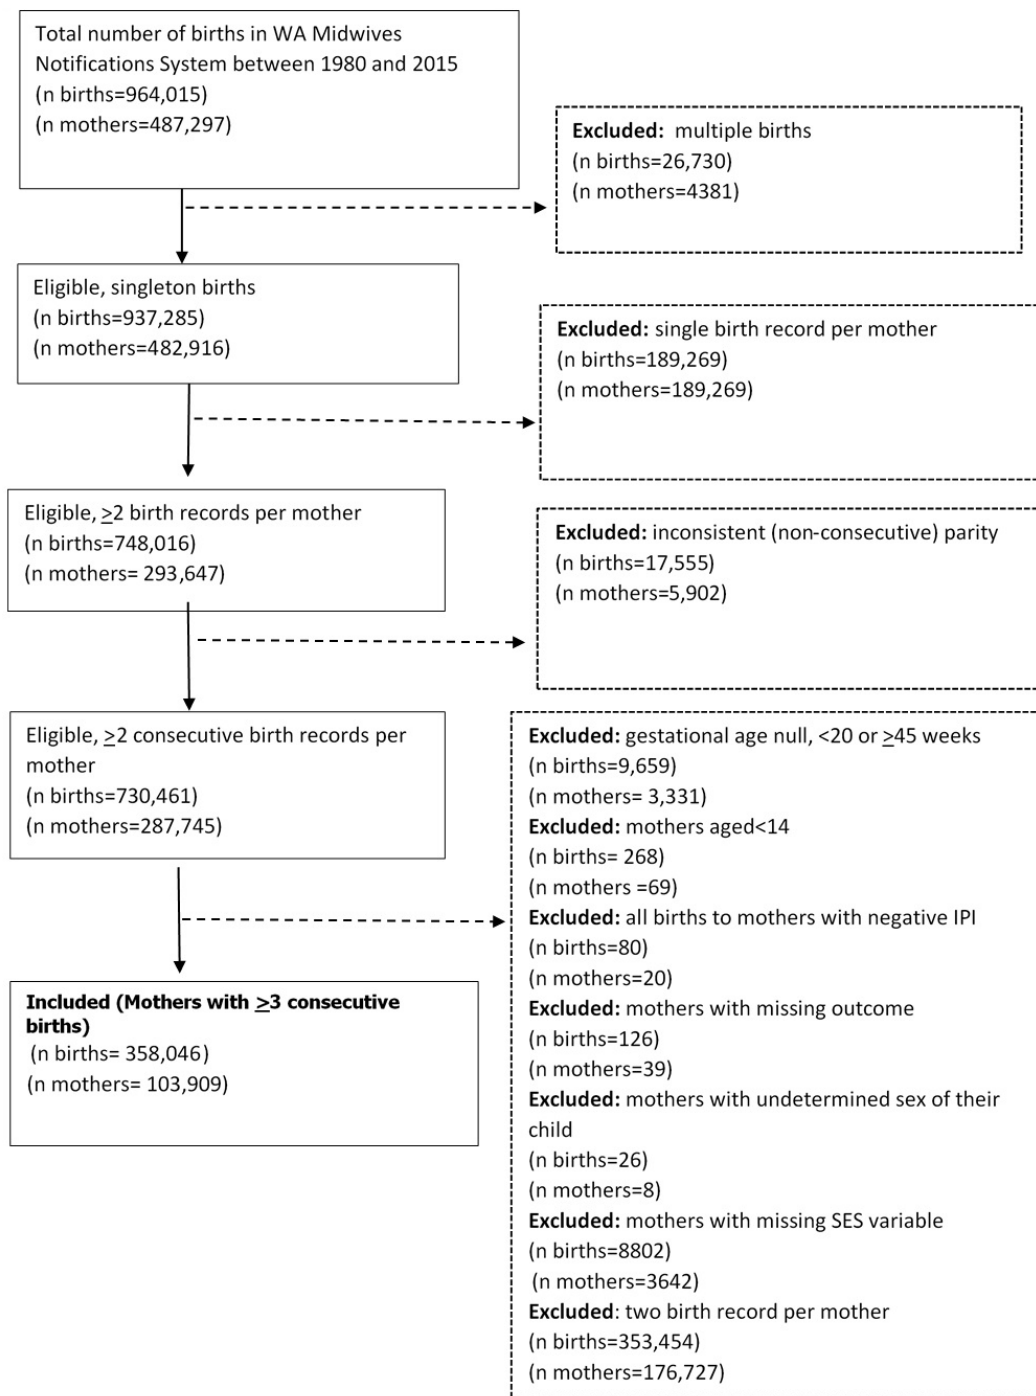 Total number of births in WA Midwives
Notifications System between 1980 and 2015
(n births=964,015)
(n mothers=487,297)
Excluded:  multiple births
(n births=26,730)
(n mothers=4381)
Eligible, singleton births
(n births=937,285)
(n mothers=482,916)
Excluded: single birth record per mother
(n births=189,269)
(n mothers=189,269)
Eligible, ≥2 birth records per mother
(n births=748,016)
(n mothers= 293,647)
Excluded: inconsistent (non-consecutive) parity
(n births=17,555)
(n mothers=5,902)
Eligible, ≥2 consecutive birth records per
mother
(n births=730,461)
(n mothers=287,745)
Excluded: gestational age null, <20 or ≥45 weeks
(n births=9,659)
(n mothers= 3,331)
Excluded: mothers aged<14
(n births= 268)
(n mothers =69)
Excluded: all births to mothers with negative IPI
(n births=80)
(n mothers=20)
Excluded: mothers with missing outcome
(n births=126)
(n mothers=39)
Excluded: mothers with undetermined sex of their
child
(n births=26)
(n mothers=8)
Excluded: mothers with missing SES variable
(n births=8802)
(n mothers=3642)
Excluded: two birth record per mother
(n births=353,454)
(n mothers=176,727)
Included (Mothers with ≥3 consecutive
births)
(n births= 358,046)
(n mothers= 103,909)